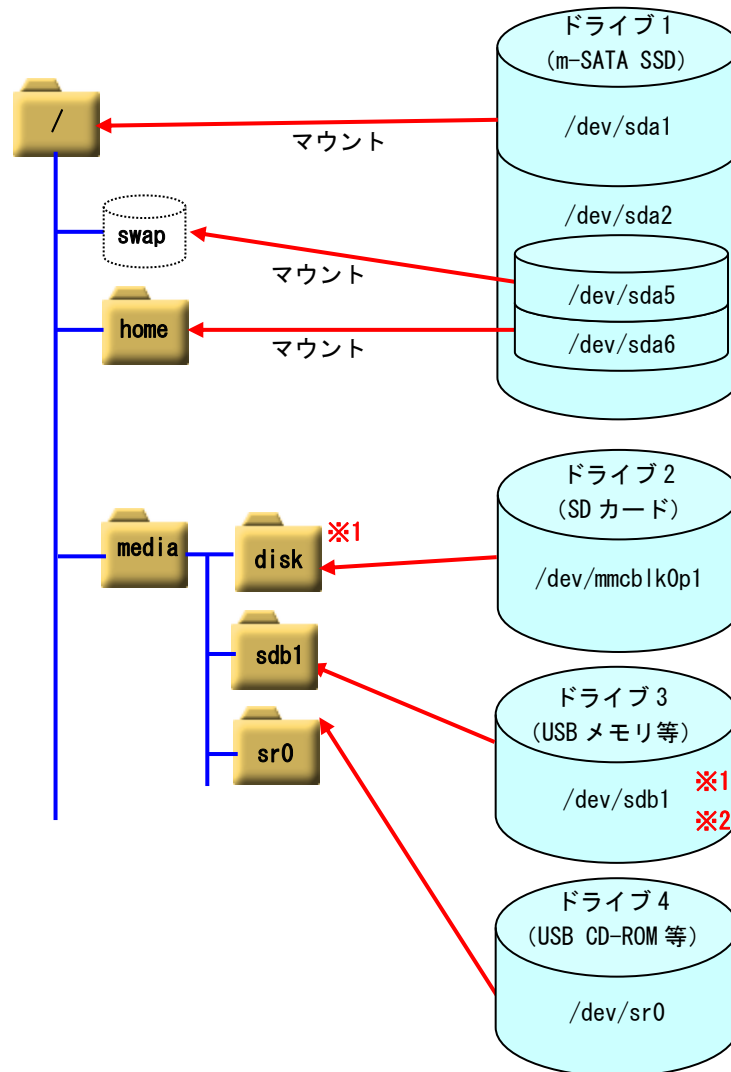 ドライブ1
(m-SATA SSD)
/
/dev/sda1
マウント
/dev/sda2
swap
マウント
/dev/sda5
home
/dev/sda6
マウント
ドライブ2
(SDカード)
media
disk
※1
/dev/mmcblk0p1
sdb1
ドライブ3
(USBメモリ等)
sr0
/dev/sdb1
※1
※2
ドライブ4
(USB CD-ROM等)
/dev/sr0